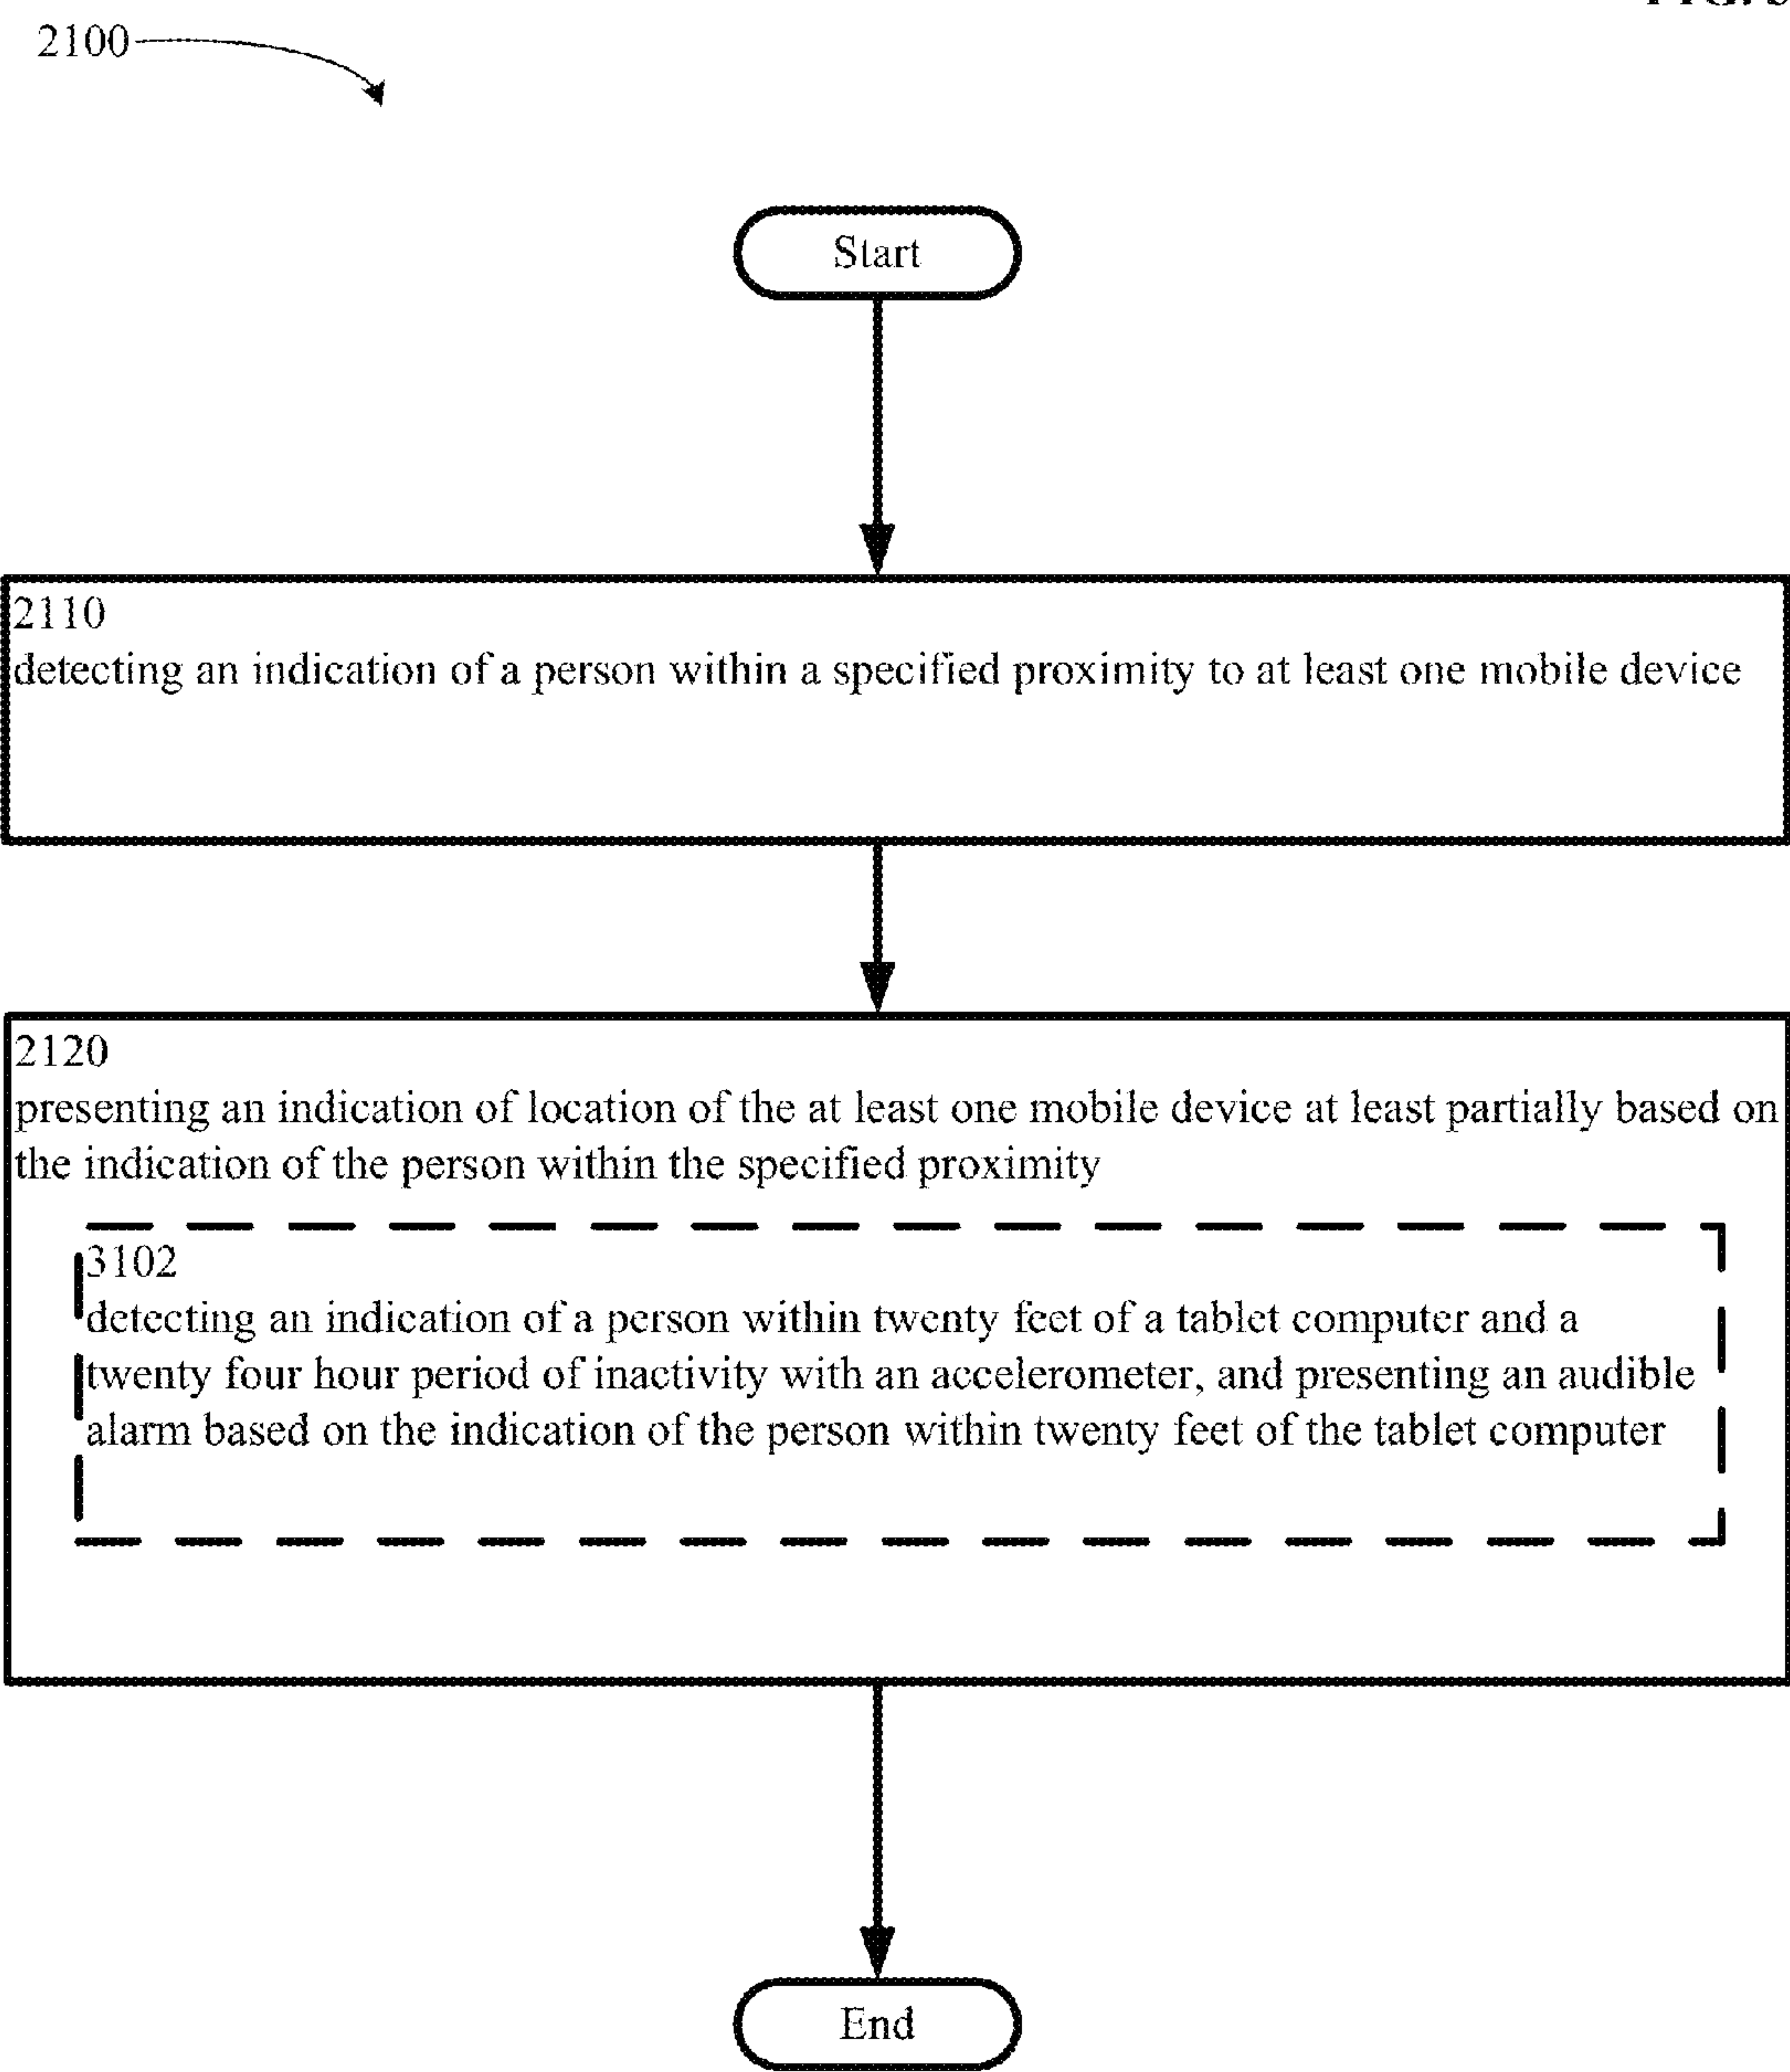 2100
Start
2110
detecting an indication of a person within a specified proximity to at least one mobile device
2120
presenting an indication of location of the at least one mobile device at least partially based on
the indication of the person within the specified proximity
3102
detecting an indication of a person within twenty feet of a tablet computer and a
twenty four hour period of inactivity with an accelerometer, and presenting an audible
alarm based on the indication of the person within twenty feet of the tablet computer
End